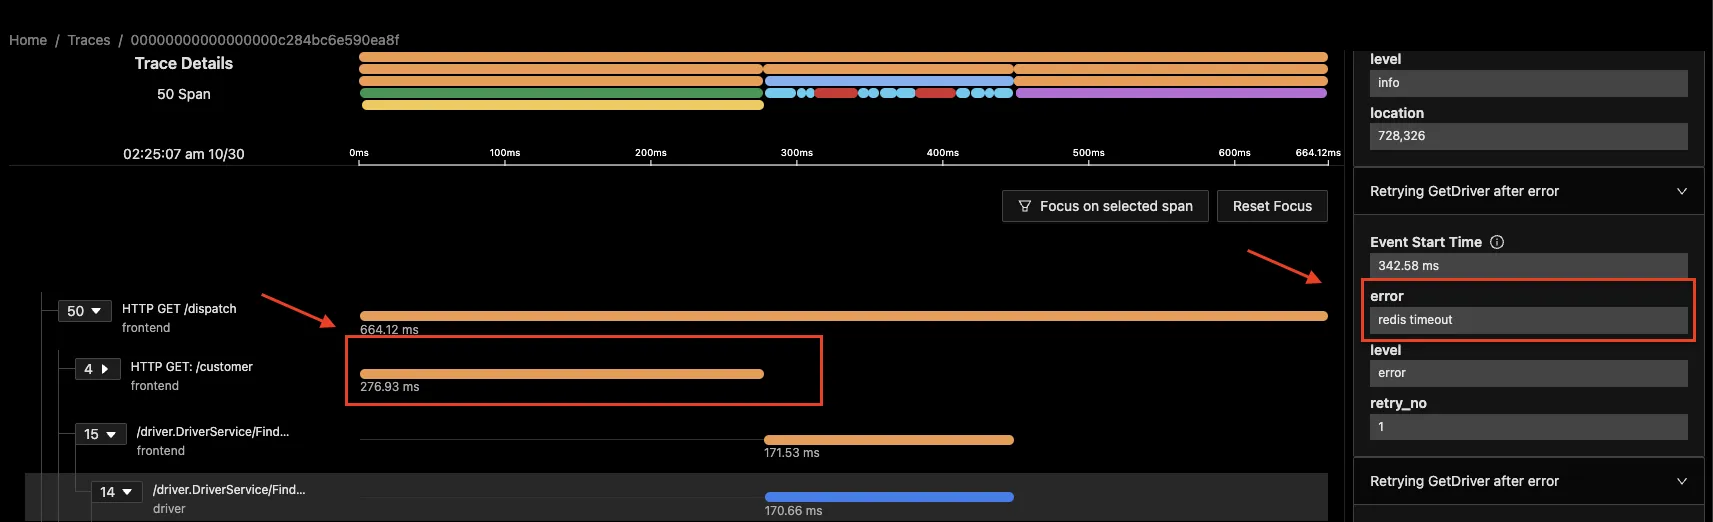 Home / Traces / 00000000000000000c284bc6e590ea8f
Trace Details
50 Span
02:25:07 am 10/30
0ms 100ms 200ms 300ms 400ms 500ms 600ms 664.12ms
Focus on selected span
Reset Focus
50 HTTP GET /dispatch
frontend
664.12 ms
4 HTTP GET: /customer
frontend
276.93 ms
15 /driver.DriverService/Find...
frontend
171.53 ms
14 /driver.DriverService/Find...
driver
170.66 ms
level
info
location
728,326
Retrying GetDriver after error
Event Start Time
342.58 ms
error
redis timeout
level
error
retry_no
1
Retrying GetDriver after error